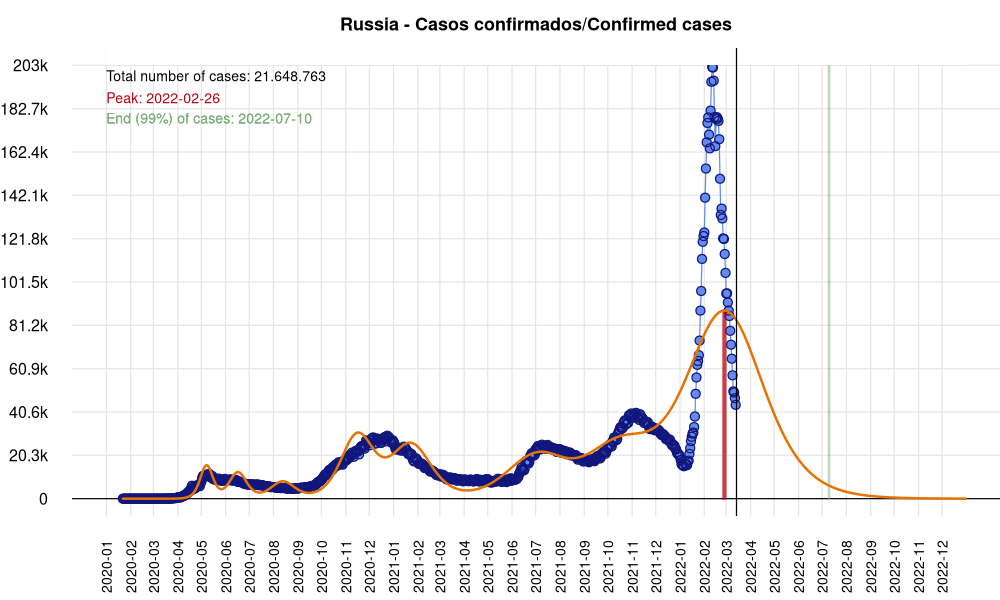 Russia - Casos confirmados/Confirmed cases
Total number of cases: 21.648.763
Peak: 2022-02-26
End (99%) of cases: 2022-07-10
203k
182.7k
162.4k
142.1k
121.8k
101.5k
81.2k
60.9k
40.6k
20.3k
0
2020-01
2020-02
2020-03
2020-04
2020-05
2020-06
2020-07
2020-08
2020-09
2020-10
2020-11
2020-12
2021-01
2021-02
2021-03
2021-04
2021-05
2021-06
2021-07
2021-08
2021-09
2021-10
2021-11
2021-12
2022-01
2022-02
2022-03
2022-04
2022-05
2022-06
2022-07
2022-08
2022-09
2022-10
2022-11
2022-12